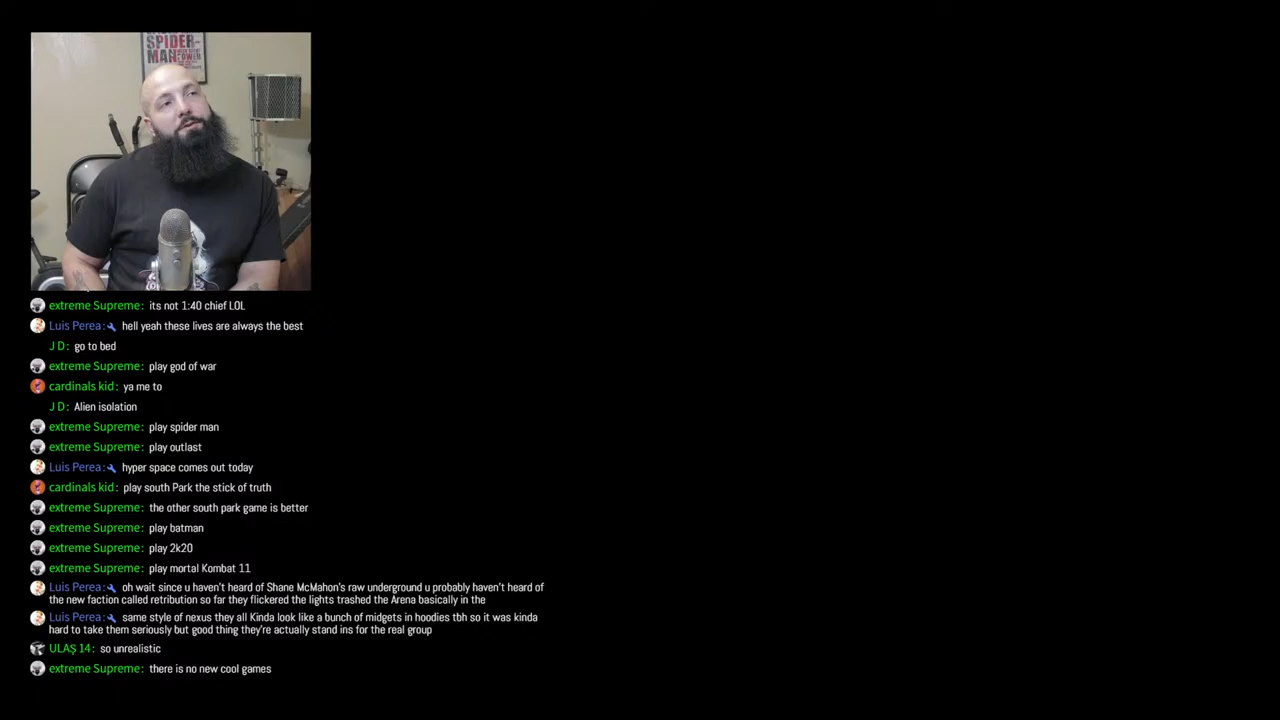 SPIDER-
MAN
extreme Supreme: its not 1:40 chief LOL
Luis Perea: hell yeah these lives are always the best
J D: go to bed
extreme Supreme: play god of war
cardinals kid: ya me to
J D: Alien isolation
extreme Supreme: play spider man
extreme Supreme: play outlast
Luis Perea: hyper space comes out today
cardinals kid: play south Park the stick of truth
extreme Supreme: the other south park game is better
extreme Supreme: play batman
extreme Supreme: play 2k20
extreme Supreme: play mortal Kombat 11
Luis Perea: oh wait since u haven't heard of Shane McMahon's raw underground u probably haven't heard of
the new faction called retribution so far they flickered the lights trashed the Arena basically in the
Luis Perea: same style of nexus they all Kinda look like a bunch of midgets in hoodies tbh so it was kinda
hard to take them seriously but good thing they're actually stand ins for the real group
ULAŞ 14: so unrealistic
extreme Supreme: there is no new cool games